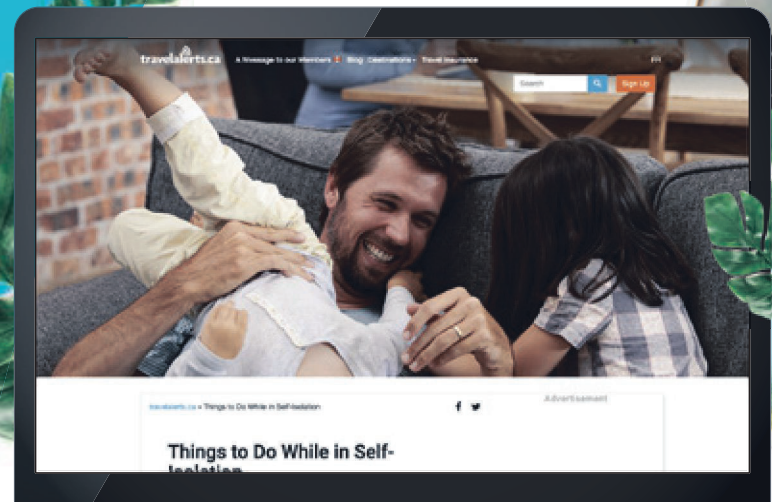 travelalerts.ca A Message to our Members Blog Destinations Travel Insurance FR
Search Sign Up
travelalerts.ca » Things to Do While in Self-Isolation
Advertisement
Things to Do While in Self-
Isolation